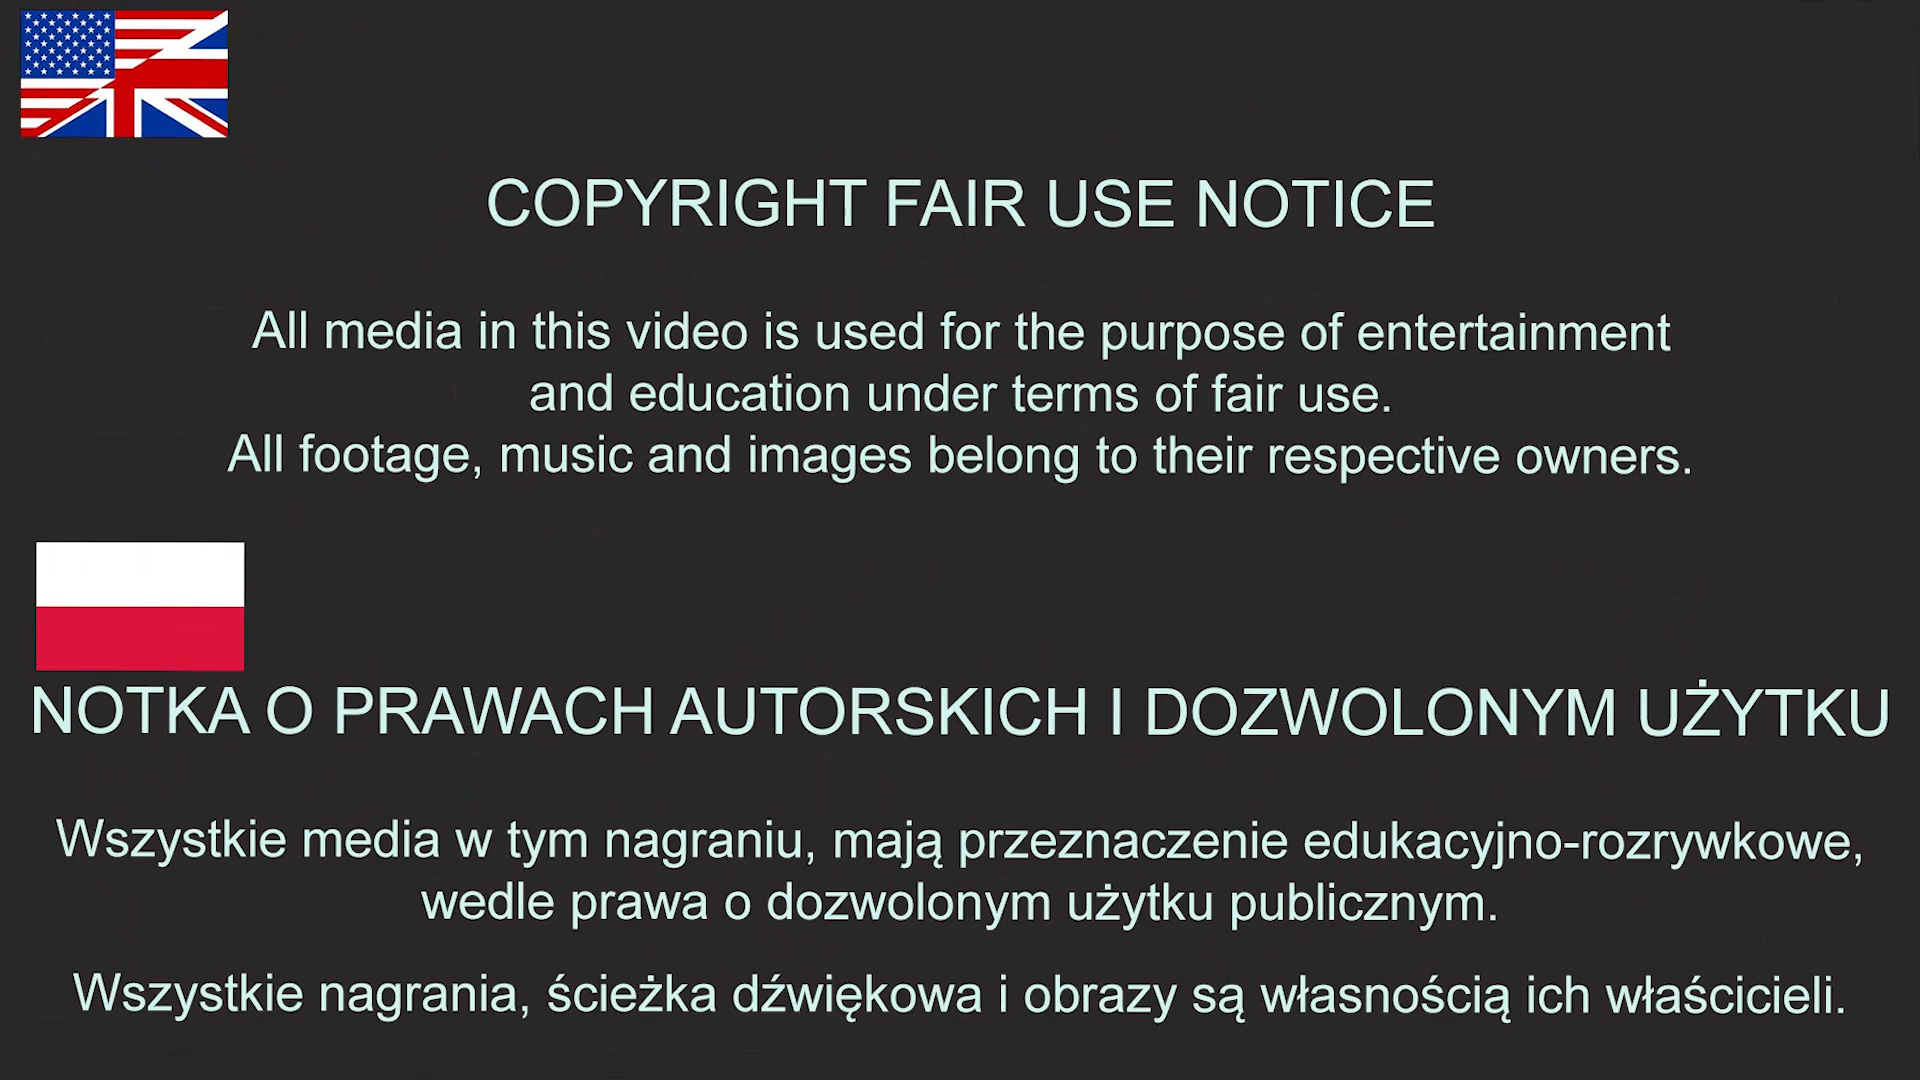 COPYRIGHT FAIR USE NOTICE
All media in this video is used for the purpose of entertainment
and education under terms of fair use.
All footage, music and images belong to their respective owners.
NOTKA O PRAWACH AUTORSKICH I DOZWOLONYM UŻYTKU
Wszystkie media w tym nagraniu, mają przeznaczenie edukacyjno-rozrywkowe,
wedle prawa o dozwolonym użytku publicznym.
Wszystkie nagrania, ścieżka dźwiękowa i obrazy są własnością ich właścicieli.